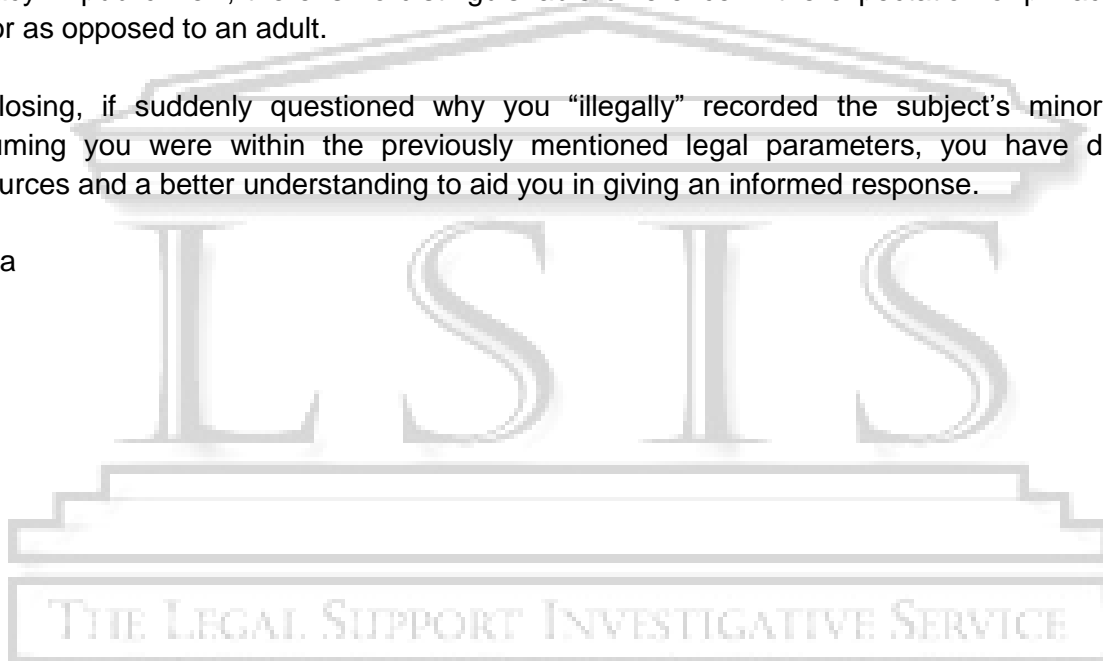 or as opposed to an adult.
losing, if suddenly questioned why you “illegally” recorded the subject’s minor
uming you were within the previously mentioned legal parameters, you have d
urces and a better understanding to aid you in giving an informed response.
a
LSIS
THE LEGAL SUPPORT INVESTIGATIVE SERVICE